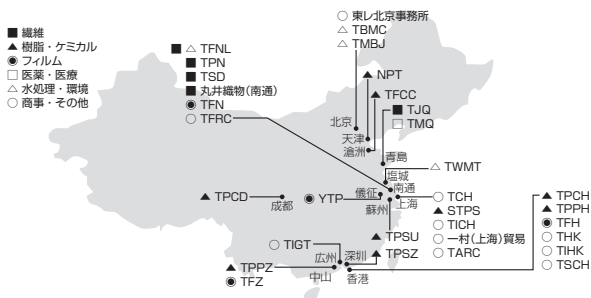 ■ 繊維
▲ 樹脂・ケミカル
◉ フィルム
□ 医薬・医療
△ 水処理・環境
○ 商事・その他
○ 東レ北京事務所
△ TBMC
△ TMBJ
■ △ TFNL
■ TPN
■ TSD
■ 丸井織物(南通)
◉ TFN
○ TFRC
▲ NPT
▲ TFCC
■ TJQ
□ TMQ
北京
天津
滄洲
青島
△ TWMT
塩城
南通
上海
儀征
蘇州
▲ TPCD
成都
◉ YTP
○ TCH
▲ STPS
○ TICH
○ 一村(上海)貿易
○ TARC
▲ TPCH
▲ TPPH
◉ TFH
○ THK
○ TIHK
○ TSCH
▲ TPSU
▲ TPSZ
○ TIGT
広州
深圳
中山
香港
▲ TPPZ
◉ TFZ